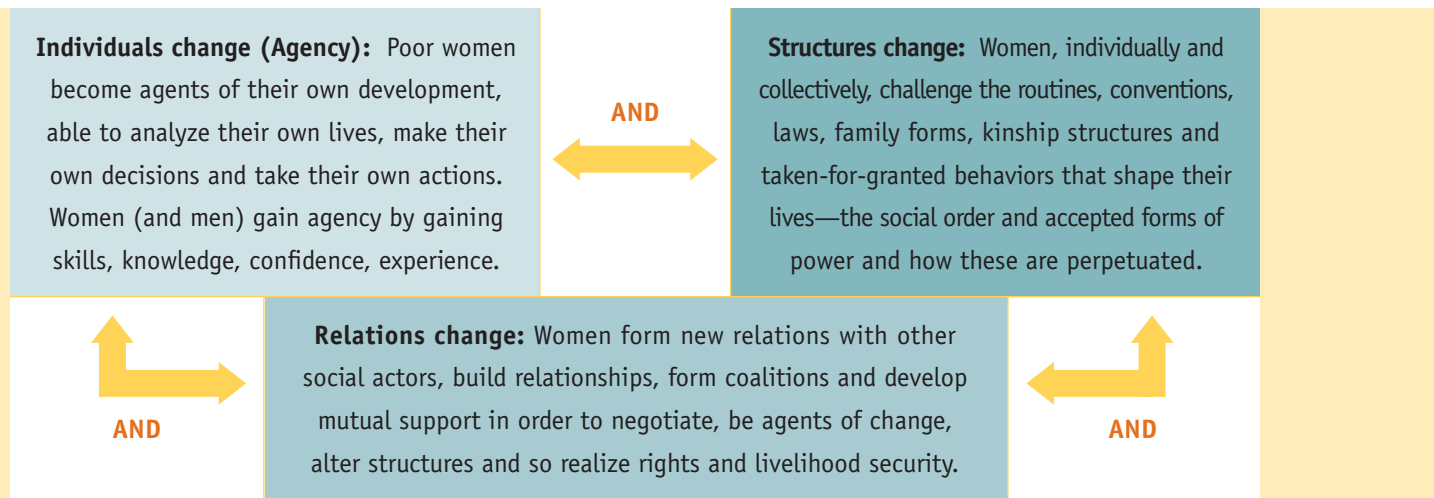 Individuals change (Agency): Poor women
become agents of their own development,
able to analyze their own lives, make their
own decisions and take their own actions.
Women (and men) gain agency by gaining
skills, knowledge, confidence, experience.
AND
Structures change: Women, individually and
collectively, challenge the routines, conventions,
laws, family forms, kinship structures and
taken-for-granted behaviors that shape their
lives—the social order and accepted forms of
power and how these are perpetuated.
AND
Relations change: Women form new relations with other
social actors, build relationships, form coalitions and develop
mutual support in order to negotiate, be agents of change,
alter structures and so realize rights and livelihood security.
AND